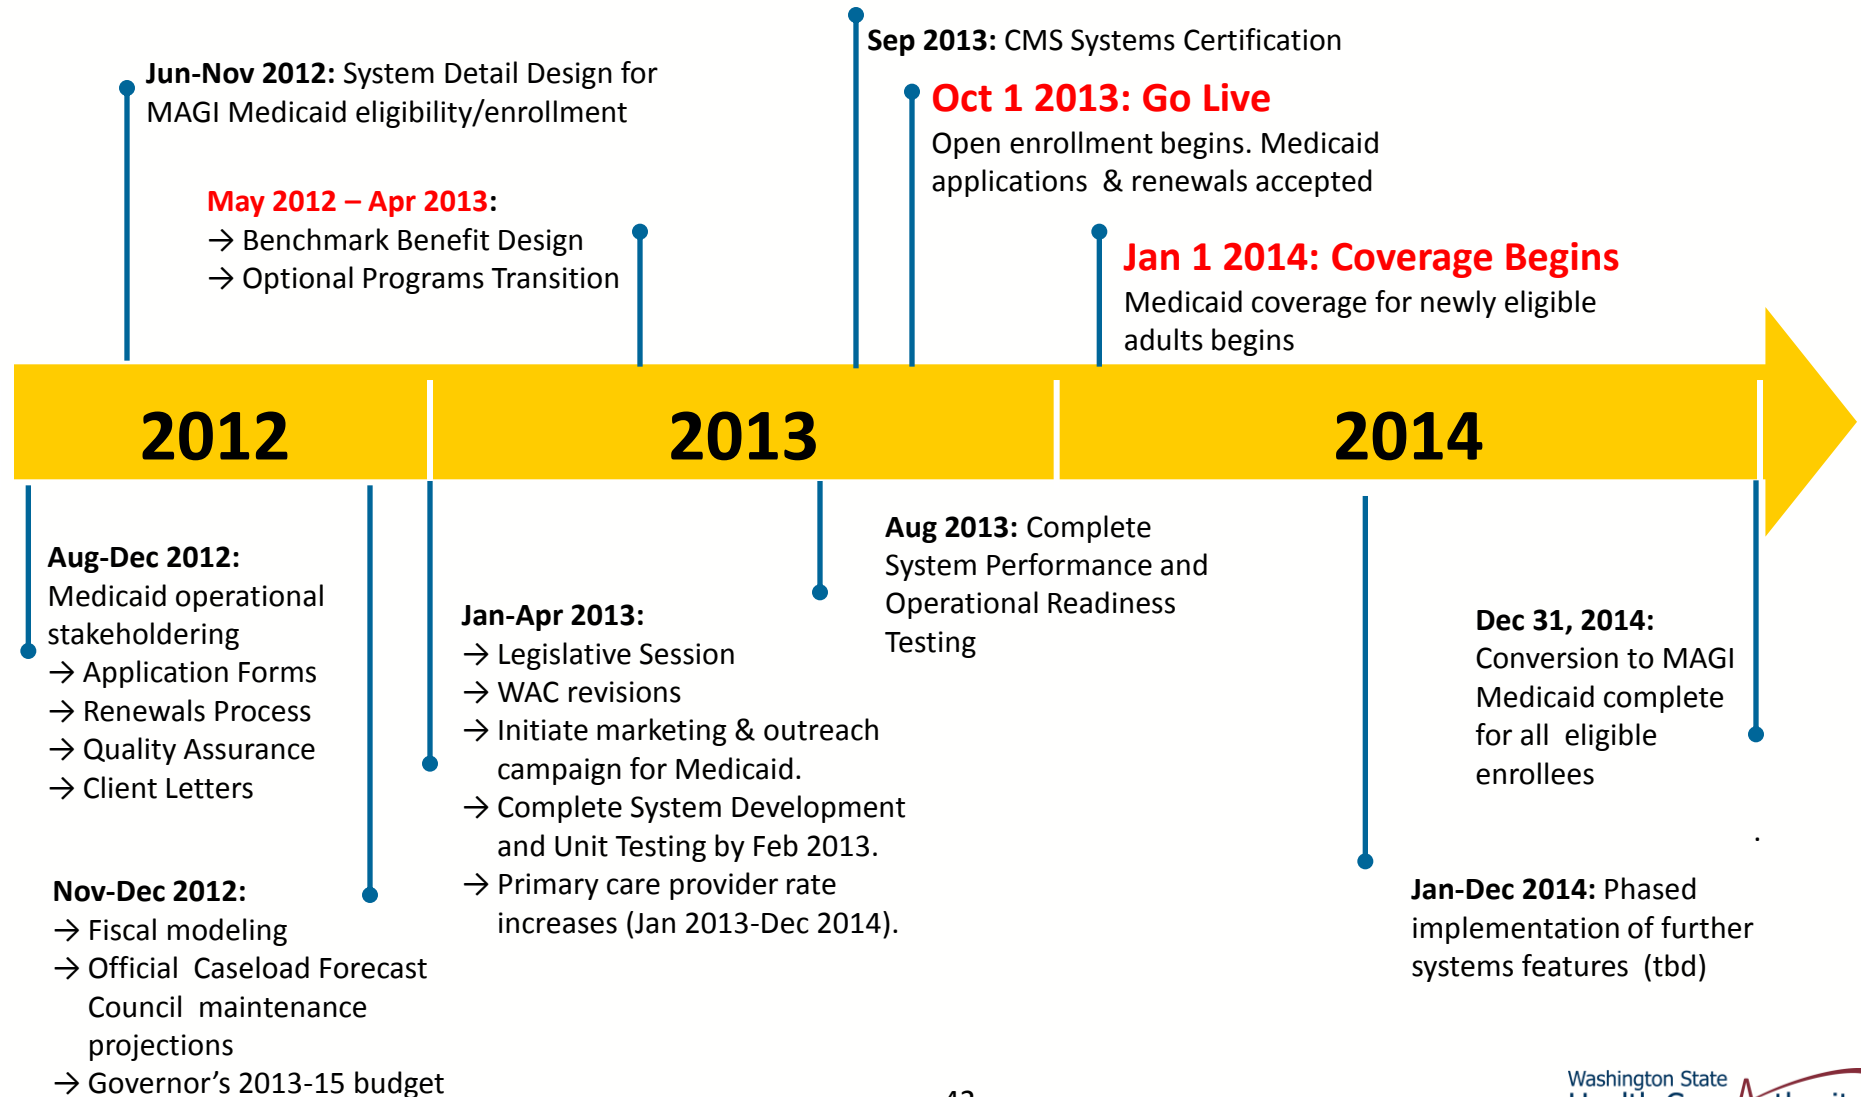 Sep 2013: CMS Systems Certification
Jun-Nov 2012: System Detail Design for
MAGI Medicaid eligibility/enrollment
Oct 1 2013: Go Live
Open enrollment begins. Medicaid
applications & renewals accepted
May 2012 – Apr 2013:
→ Benchmark Benefit Design
→ Optional Programs Transition
Jan 1 2014: Coverage Begins
Medicaid coverage for newly eligible
adults begins
2012
2013
2014
Aug-Dec 2012:
Medicaid operational
stakeholdering
→ Application Forms
→ Renewals Process
→ Quality Assurance
→ Client Letters
Nov-Dec 2012:
→ Fiscal modeling
→ Official Caseload Forecast
Council maintenance
projections
→ Governor's 2013-15 budget
Jan-Apr 2013:
→ Legislative Session
→ WAC revisions
→ Initiate marketing & outreach
campaign for Medicaid.
→ Complete System Development
and Unit Testing by Feb 2013.
→ Primary care provider rate
increases (Jan 2013-Dec 2014).
Aug 2013: Complete
System Performance and
Operational Readiness
Testing
Dec 31, 2014:
Conversion to MAGI
Medicaid complete
for all eligible
enrollees
.
Jan-Dec 2014: Phased
implementation of further
systems features (tbd)
Washington State